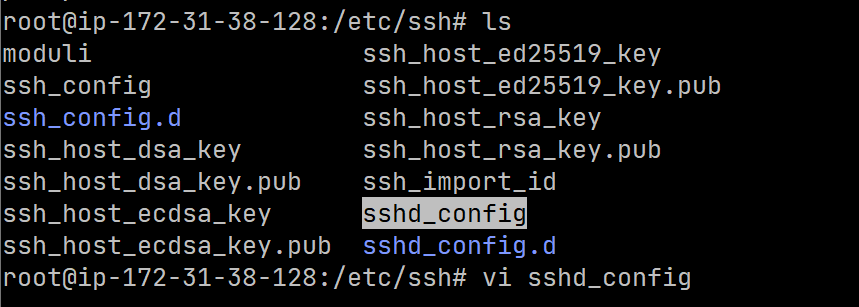 root@ip-172-31-38-128:/etc/ssh# ls
moduli                 ssh_host_ed25519_key
ssh_config             ssh_host_ed25519_key.pub
ssh_config.d           ssh_host_rsa_key
ssh_host_dsa_key       ssh_host_rsa_key.pub
ssh_host_dsa_key.pub   ssh_import_id
ssh_host_ecdsa_key     sshd_config
ssh_host_ecdsa_key.pub sshd_config.d
root@ip-172-31-38-128:/etc/ssh# vi sshd_config